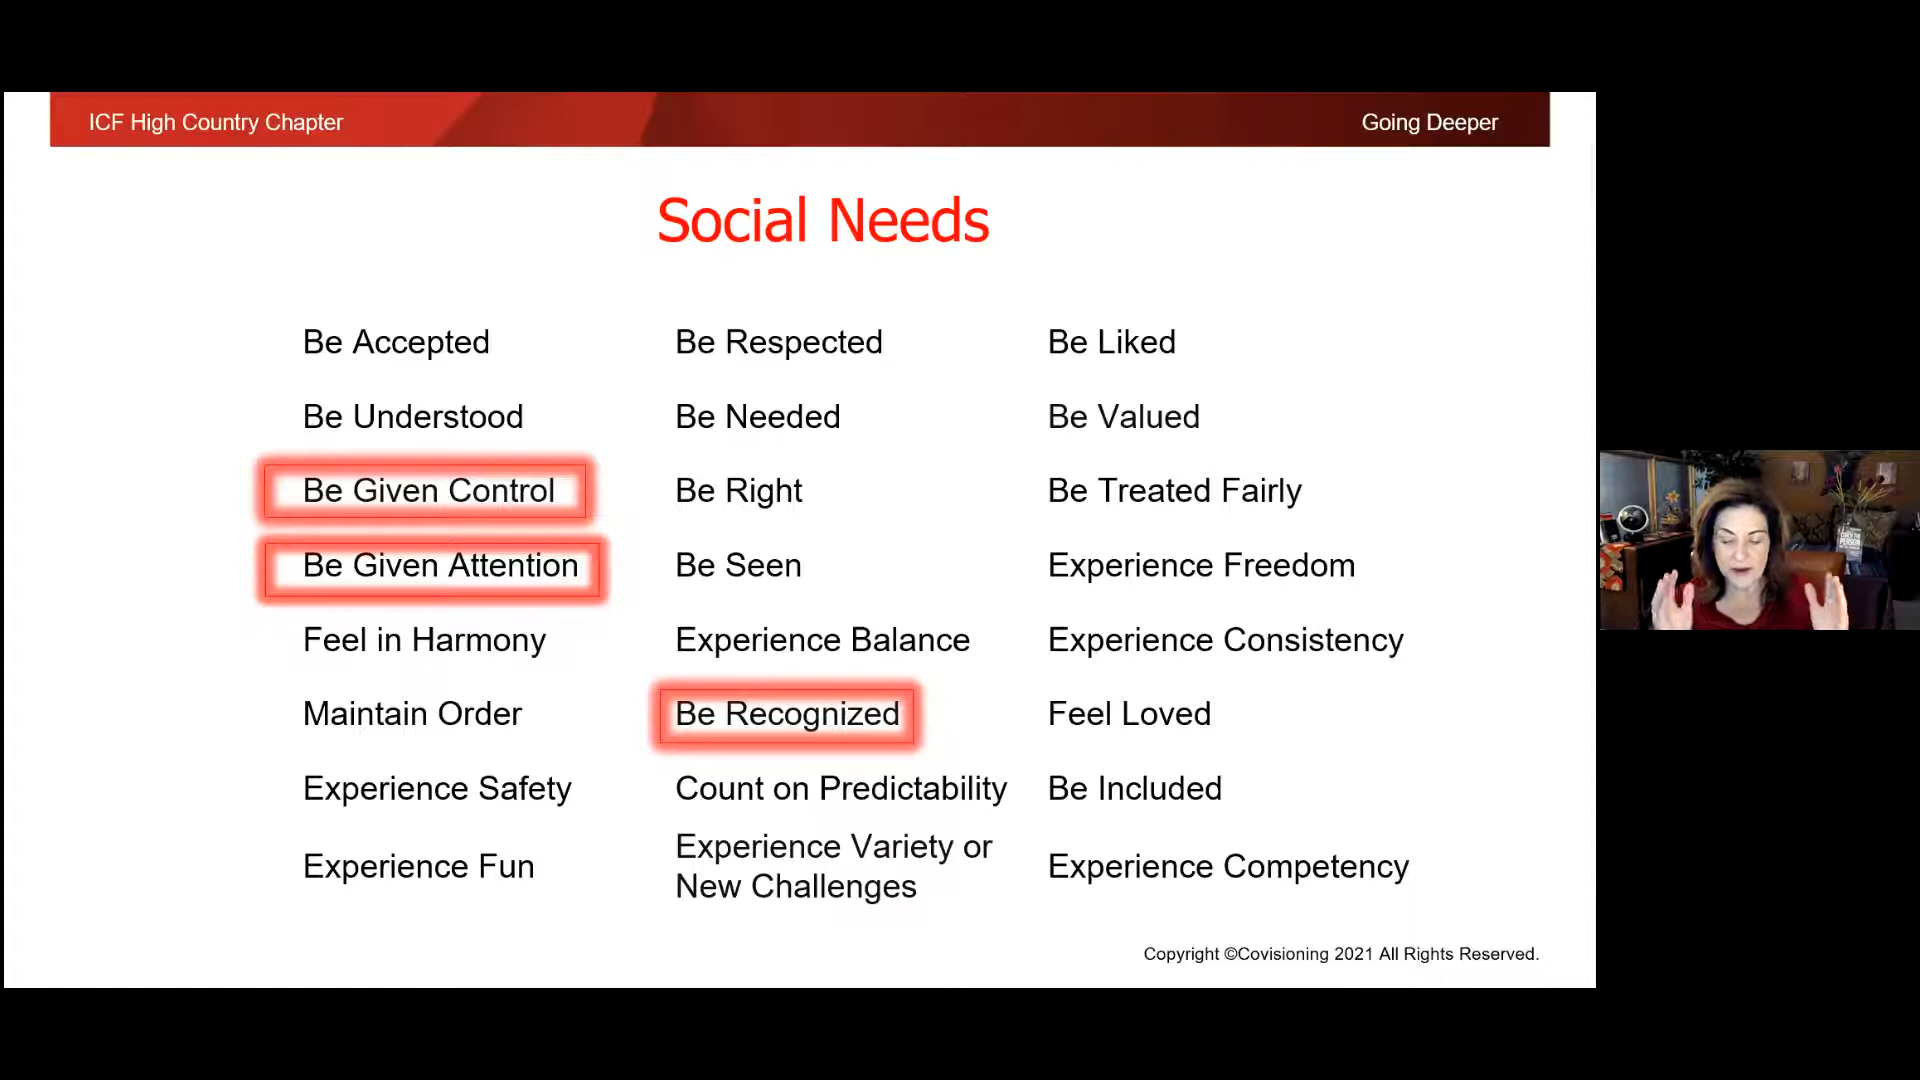 ICF High Country Chapter
Going Deeper
Social Needs
Be Accepted
Be Respected
Be Liked
Be Understood
Be Needed
Be Valued
Be Given Control
Be Right
Be Treated Fairly
Be Given Attention
Be Seen
Experience Freedom
Feel in Harmony
Experience Balance
Experience Consistency
Maintain Order
Be Recognized
Feel Loved
Experience Safety
Count on Predictability
Be Included
Experience Fun
Experience Variety or
New Challenges
Experience Competency
Copyright ©Covisioning 2021 All Rights Reserved.